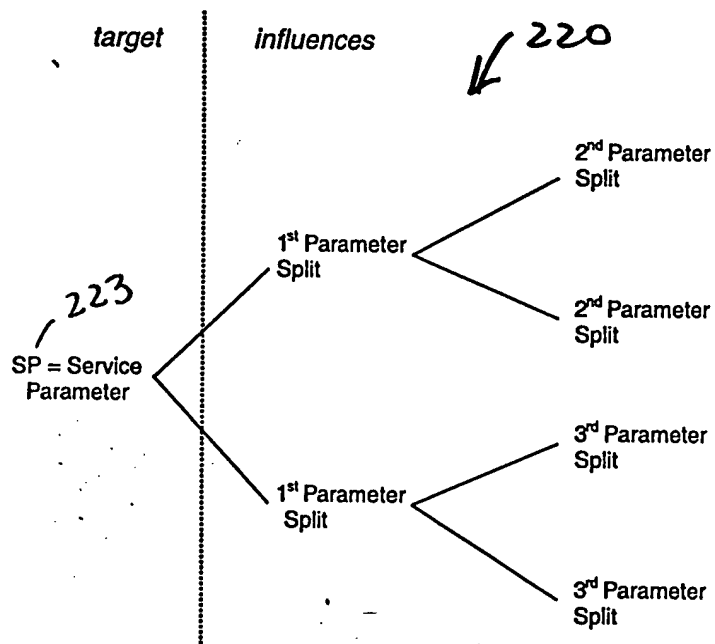 target
influences
220
2nd Parameter
Split
1st Parameter
Split
2nd Parameter
Split
223
SP = Service
Parameter
3rd Parameter
Split
1st Parameter
Split
3rd Parameter
Split